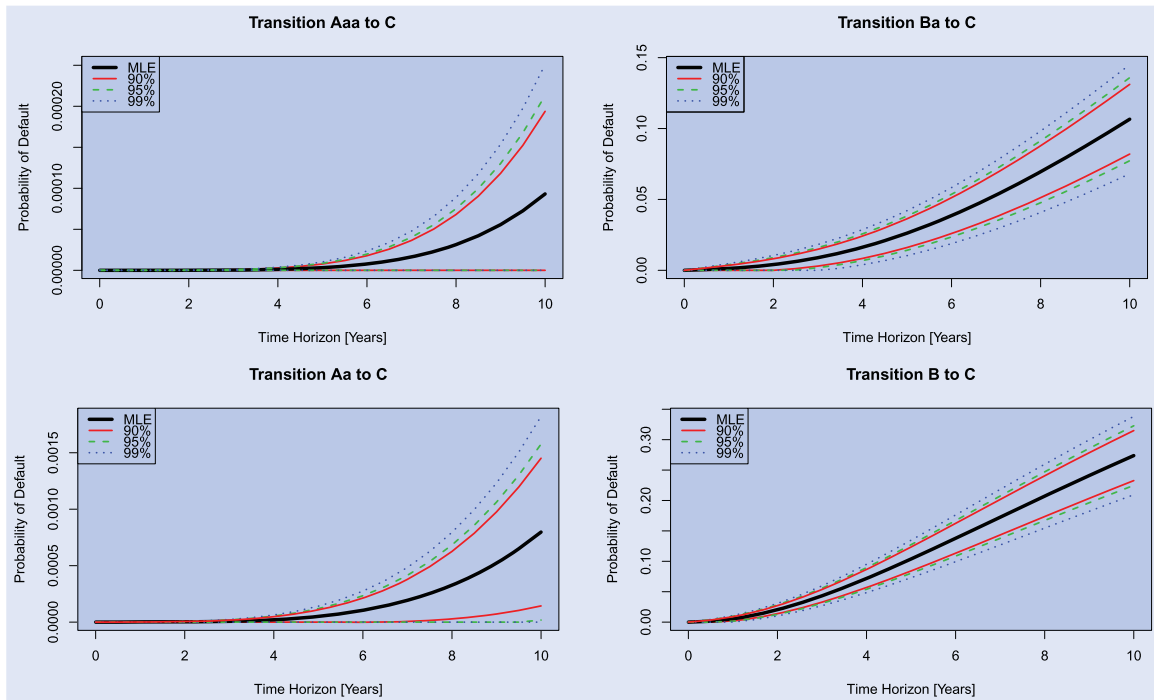 Transition Aaa to C
MLE
90%
95%
99%
Probability of Default
0.00000
0.00010
0.00020
0 2 4 6 8 10
Time Horizon [Years]
Transition Ba to C
MLE
90%
95%
99%
Probability of Default
0.00
0.05
0.10
0.15
0 2 4 6 8 10
Time Horizon [Years]
Transition Aa to C
MLE
90%
95%
99%
Probability of Default
0.0000
0.0005
0.0010
0.0015
0 2 4 6 8 10
Time Horizon [Years]
Transition B to C
MLE
90%
95%
99%
Probability of Default
0.00
0.10
0.20
0.30
0 2 4 6 8 10
Time Horizon [Years]